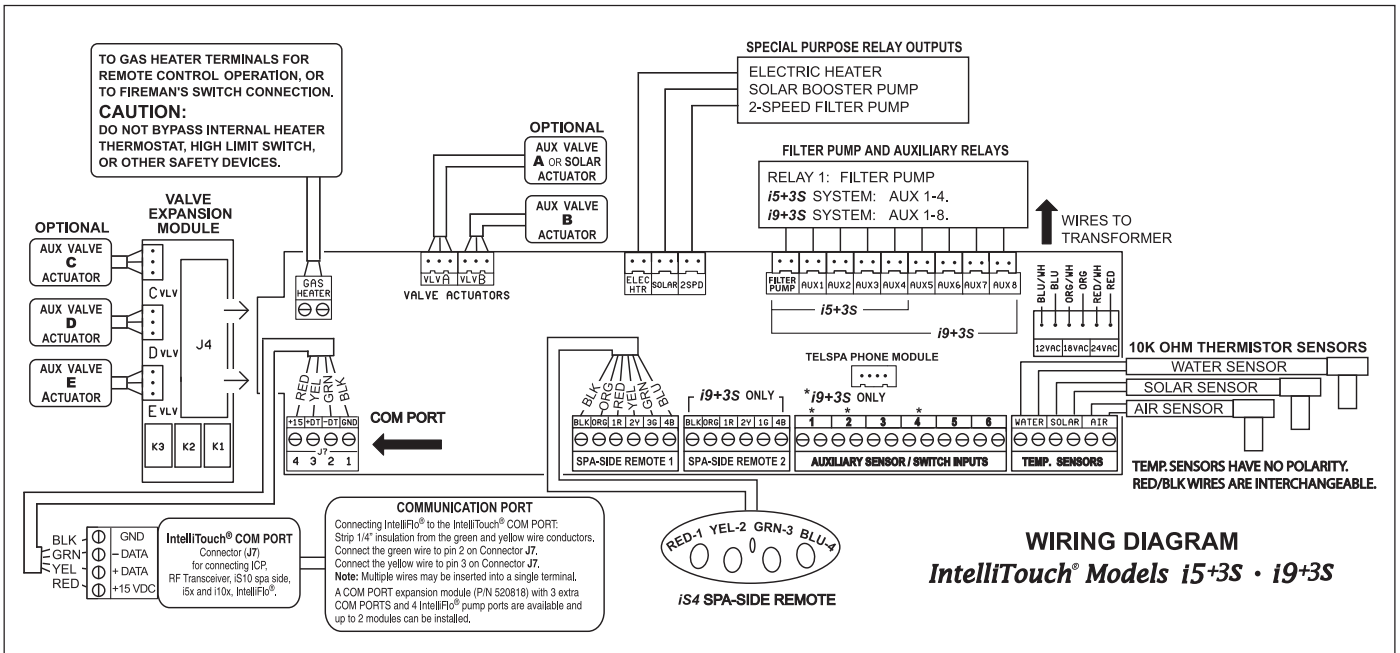 TO GAS HEATER TERMINALS FOR
REMOTE CONTROL OPERATION, OR
TO FIREMAN'S SWITCH CONNECTION.
CAUTION:
DO NOT BYPASS INTERNAL HEATER
THERMOSTAT, HIGH LIMIT SWITCH,
OR OTHER SAFETY DEVICES.
SPECIAL PURPOSE RELAY OUTPUTS
ELECTRIC HEATER
SOLAR BOOSTER PUMP
2-SPEED FILTER PUMP
OPTIONAL
AUX VALVE
A OR SOLAR
ACTUATOR
AUX VALVE
B
ACTUATOR
FILTER PUMP AND AUXILIARY RELAYS
RELAY 1: FILTER PUMP
i5+3S SYSTEM: AUX 1-4.
i9+3S SYSTEM: AUX 1-8.
WIRES TO
TRANSFORMER
VALVE
EXPANSION
MODULE
OPTIONAL
AUX VALVE
C
ACTUATOR
AUX VALVE
D
ACTUATOR
AUX VALVE
E
ACTUATOR
C VLV
D VLV
E VLV
J4
K3
K2
K1
GAS
HEATER
VLVA
VLVB
VALVE ACTUATORS
ELEC
HTR
SOLAR
2SPD
FILTER
PUMP
AUX1
AUX2
AUX3
AUX4
AUX5
AUX6
AUX7
AUX8
i5+3S
i9+3S
BLU/WH
BLU
ORG/WH
ORG
RED/WH
RED
12VAC
18VAC
24VAC
10K OHM THERMISTOR SENSORS
WATER SENSOR
SOLAR SENSOR
AIR SENSOR
TELSPA PHONE MODULE
RED
YEL
GRN
BLK
+15 +DT -DT GND
J7
4 3 2 1
COM PORT
BLK
ORG
RED
YEL
GRN
BLU
BLK ORG 1R 2Y 3G 4B
SPA-SIDE REMOTE 1
i9+3S ONLY
BLK ORG 1R 2Y 1G 4B
SPA-SIDE REMOTE 2
*i9+3S ONLY
* * *
1 2 3 4 5 6
AUXILIARY SENSOR / SWITCH INPUTS
WATER SOLAR AIR
TEMP. SENSORS
TEMP. SENSORS HAVE NO POLARITY.
RED/BLK WIRES ARE INTERCHANGEABLE.
BLK
GRN
YEL
RED
GND
- DATA
+ DATA
+15 VDC
IntelliTouch® COM PORT
Connector (J7)
for connecting ICP,
RF Transceiver, iS10 spa side,
i5x and i10x, IntelliFlo®.
COMMUNICATION PORT
Connecting IntelliFlo® to the IntelliTouch® COM PORT:
Strip 1/4" insulation from the green and yellow wire conductors.
Connect the green wire to pin 2 on Connector J7.
Connect the yellow wire to pin 3 on Connector J7.
Note: Multiple wires may be inserted into a single terminal.
A COM PORT expansion module (P/N 520818) with 3 extra
COM PORTS and 4 IntelliFlo® pump ports are available and
up to 2 modules can be installed.
RED-1 YEL-2 GRN-3 BLU-4
iS4 SPA-SIDE REMOTE
WIRING DIAGRAM
IntelliTouch® Models i5+3S · i9+3S